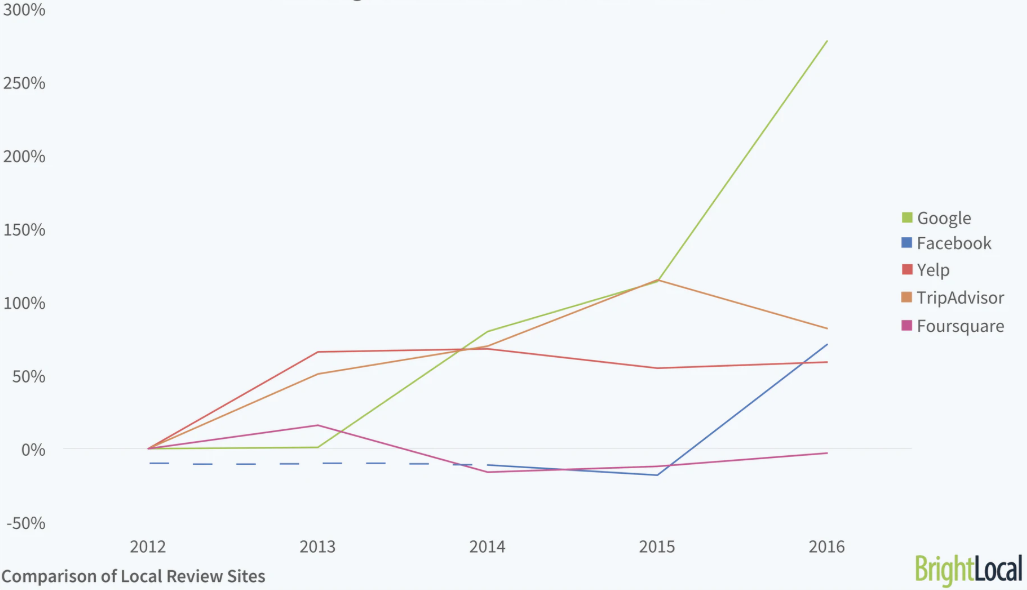 300%
250%
200%
150%
100%
50%
0%
-50%
2012 2013 2014 2015 2016
Google
Facebook
Yelp
TripAdvisor
Foursquare
Comparison of Local Review Sites
BrightLocal